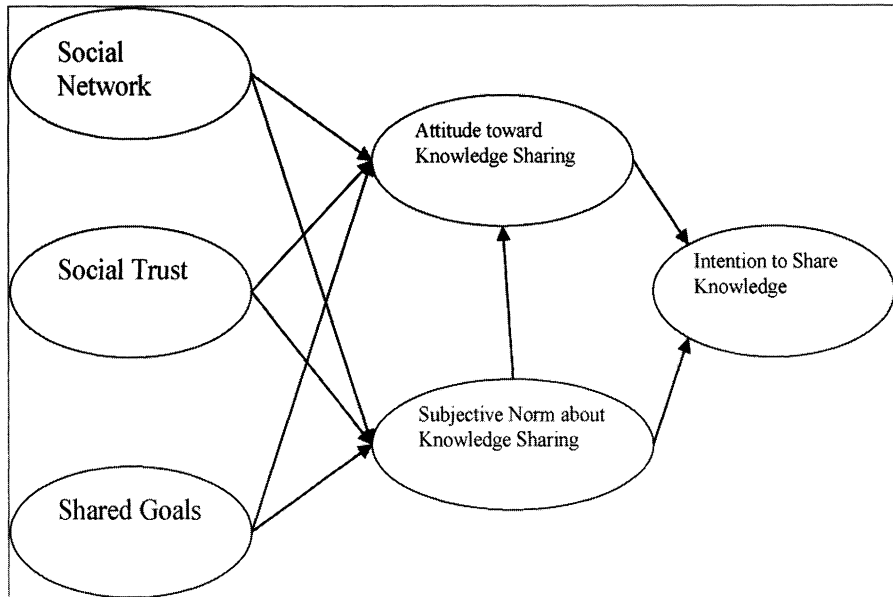 Social
Network
Attitude toward
Knowledge Sharing
Social Trust
Intention to Share
Knowledge
Subjective Norm about
Knowledge Sharing
Shared Goals